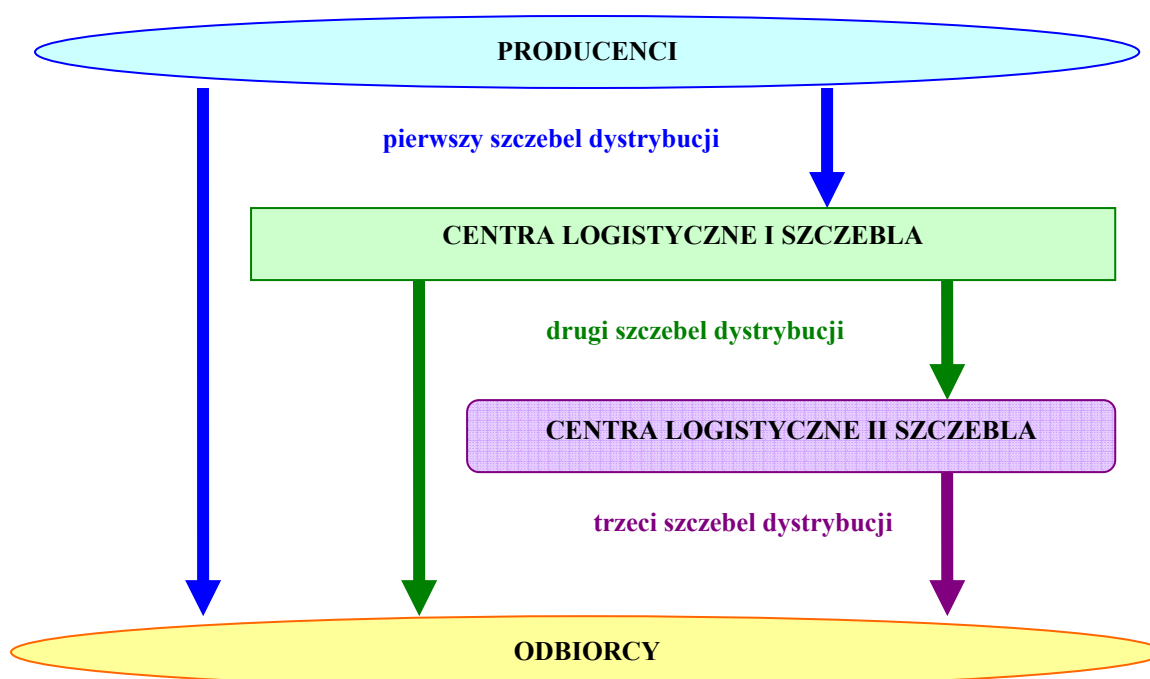 PRODUCENCI
pierwszy szczebel dystrybucji
CENTRA LOGISTYCZNE I SZCZEBLA
drugi szczebel dystrybucji
CENTRA LOGISTYCZNE II SZCZEBLA
trzeci szczebel dystrybucji
ODBIORCY